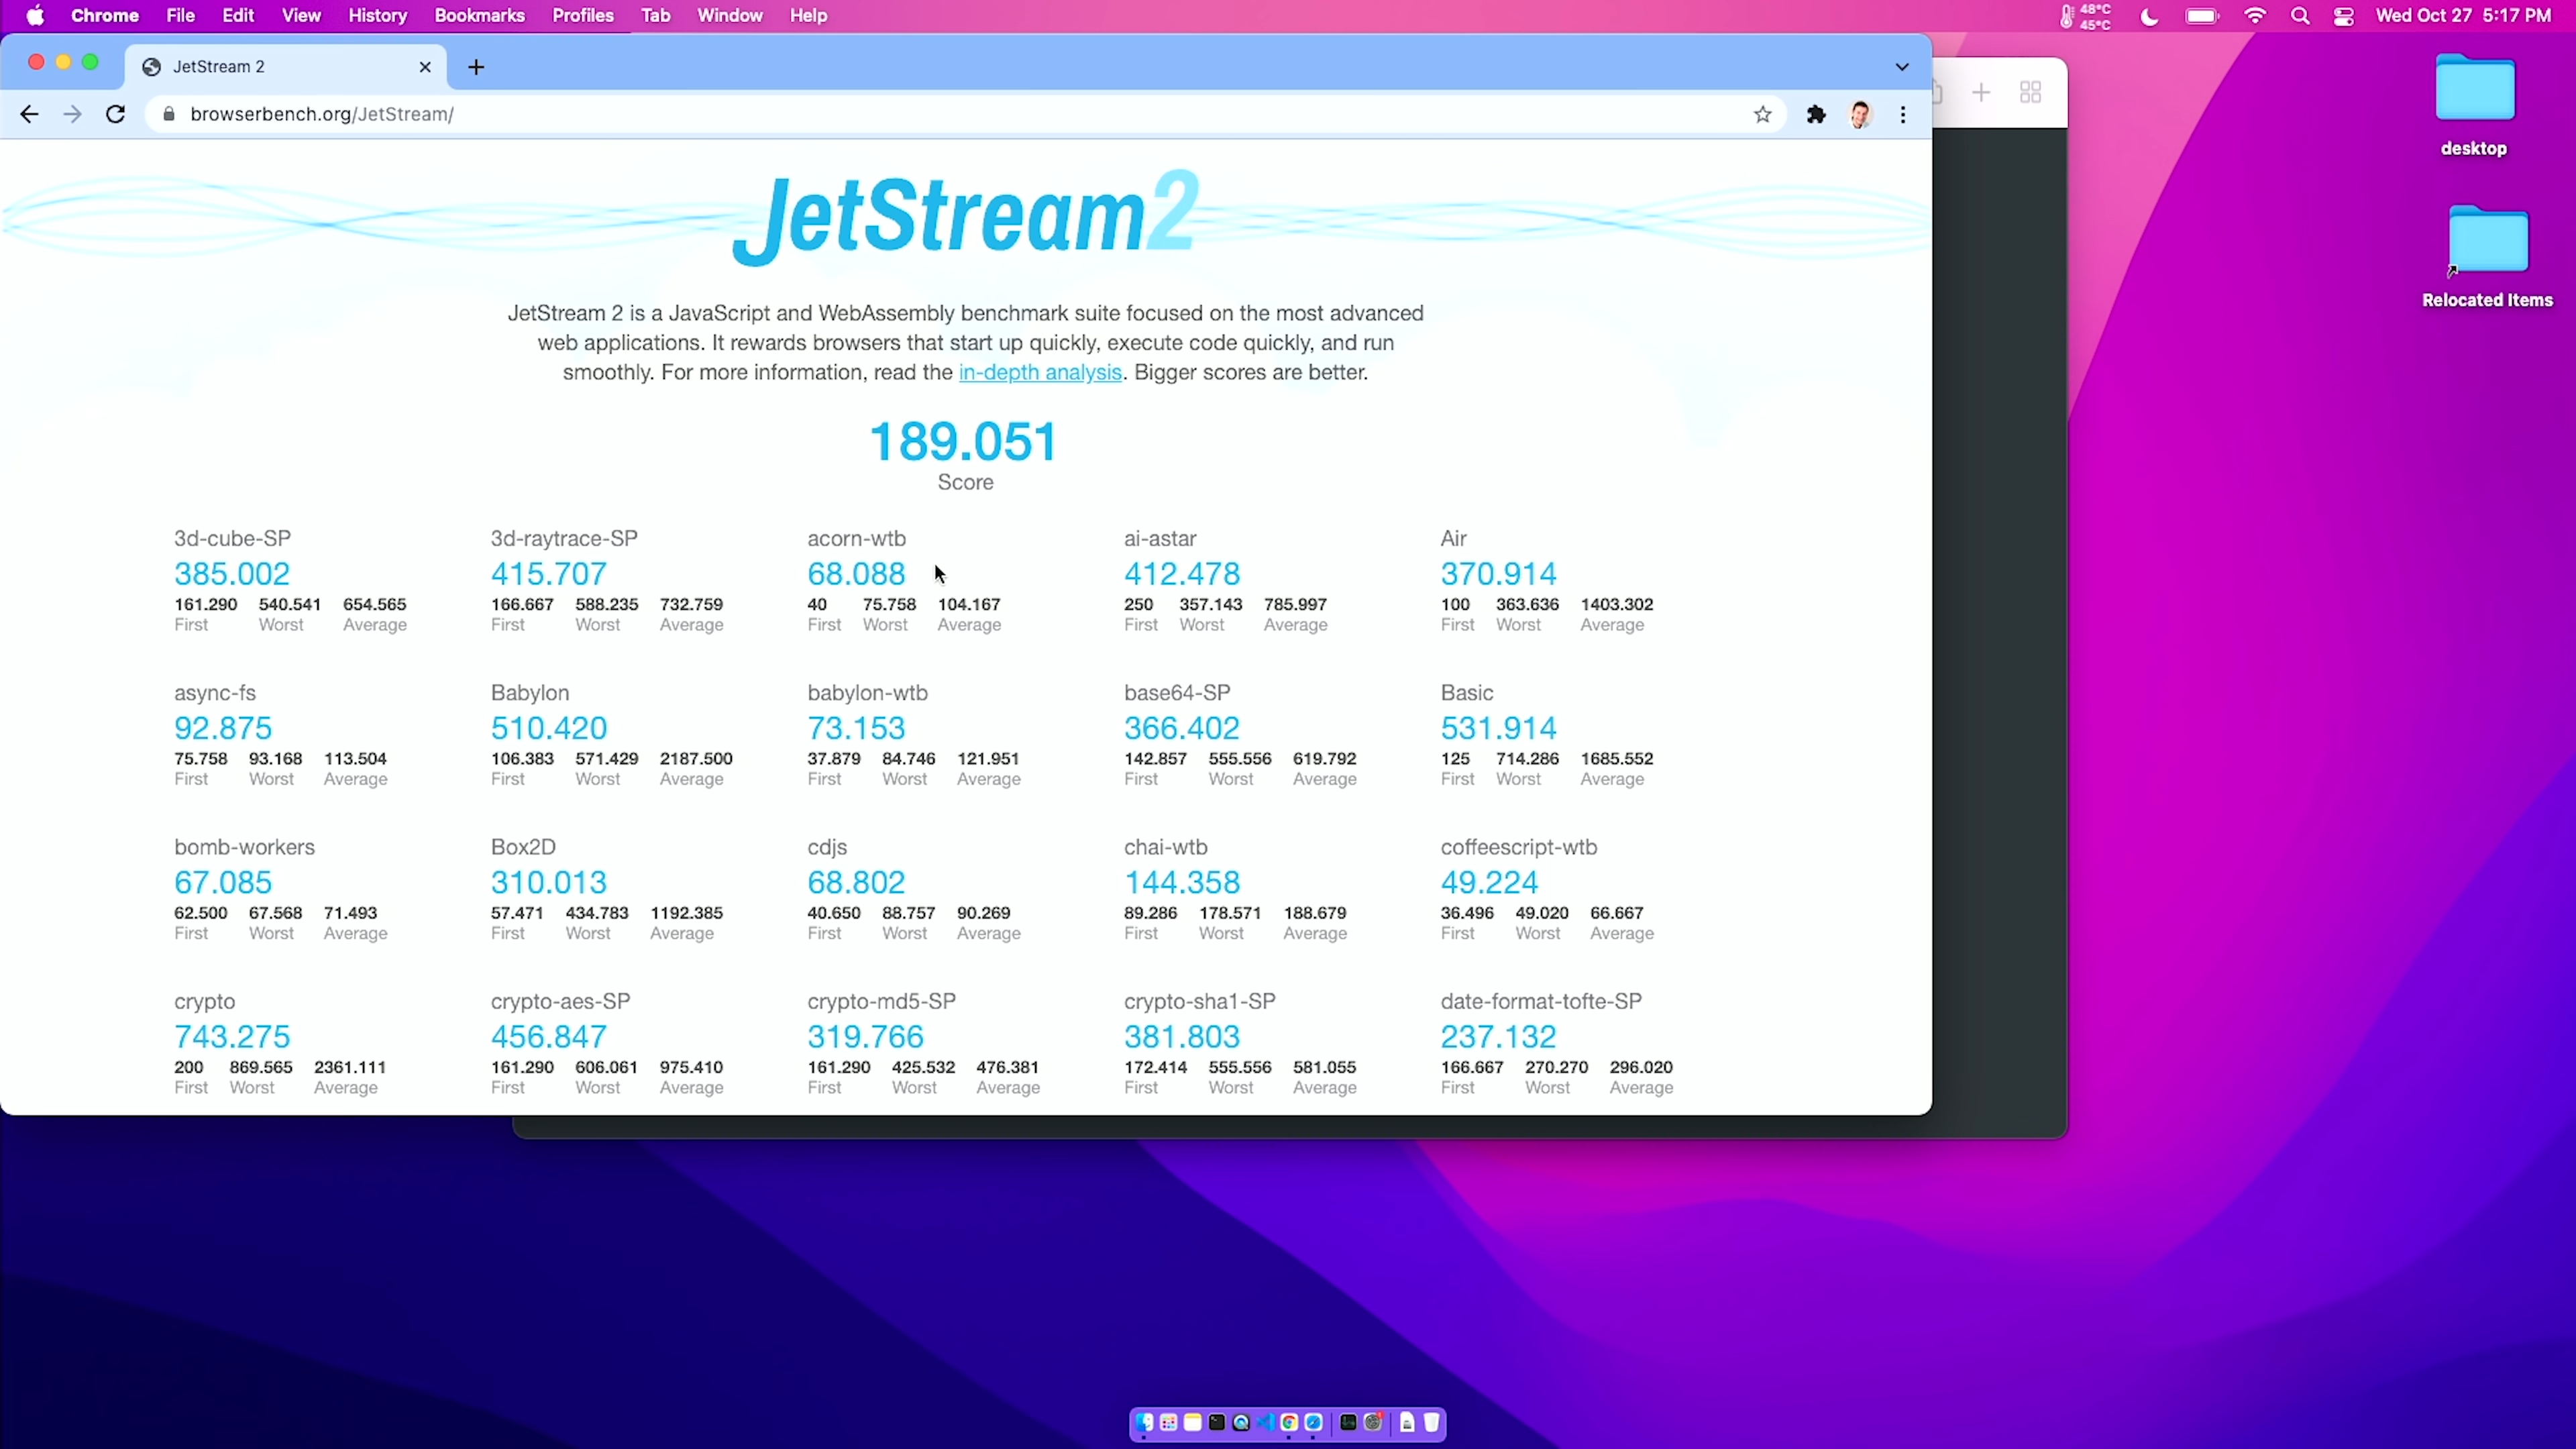 Chrome File Edit View History Bookmarks Profiles Tab Window Help
48°C
45°C
Wed Oct 27 5:17 PM
JetStream 2
browserbench.org/JetStream/
desktop
Relocated Items
JetStream2
JetStream 2 is a JavaScript and WebAssembly benchmark suite focused on the most advanced
web applications. It rewards browsers that start up quickly, execute code quickly, and run
smoothly. For more information, read the in-depth analysis. Bigger scores are better.
189.051
Score
3d-cube-SP 3d-raytrace-SP acorn-wtb ai-astar Air
385.002 415.707 68.088 412.478 370.914
161.290 540.541 654.565 166.667 588.235 732.759 40 75.758 104.167 250 357.143 785.997 100 363.636 1403.302
First Worst Average First Worst Average First Worst Average First Worst Average First Worst Average
async-fs Babylon babylon-wtb base64-SP Basic
92.875 510.420 73.153 366.402 531.914
75.758 93.168 113.504 106.383 571.429 2187.500 37.879 84.746 121.951 142.857 555.556 619.792 125 714.286 1685.552
First Worst Average First Worst Average First Worst Average First Worst Average First Worst Average
bomb-workers Box2D cdjs chai-wtb coffeescript-wtb
67.085 310.013 68.802 144.358 49.224
62.500 67.568 71.493 57.471 434.783 1192.385 40.650 88.757 90.269 89.286 178.571 188.679 36.496 49.020 66.667
First Worst Average First Worst Average First Worst Average First Worst Average First Worst Average
crypto crypto-aes-SP crypto-md5-SP crypto-sha1-SP date-format-tofte-SP
743.275 456.847 319.766 381.803 237.132
200 869.565 2361.111 161.290 606.061 975.410 161.290 425.532 476.381 172.414 555.556 581.055 166.667 270.270 296.020
First Worst Average First Worst Average First Worst Average First Worst Average First Worst Average